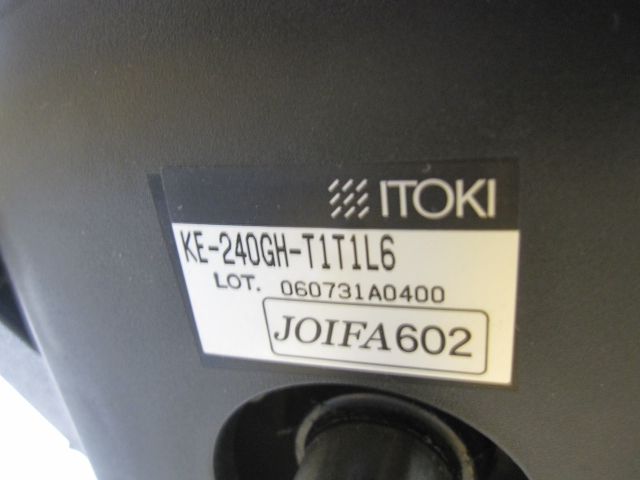 ITOKI
KE-240GH-T1T1L6
LOT. 060731A0400
JOIFA602